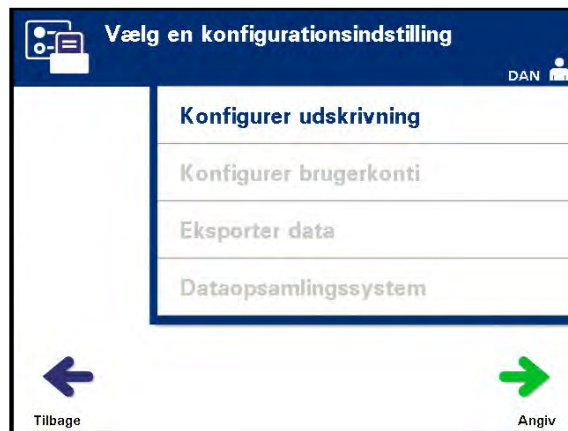 Vælg en konfigurationsindstilling
DAN
Konfigurer udskrivning
Konfigurer brugerkonti
Eksporter data
Dataopsamlingssystem
Tilbage
Angiv